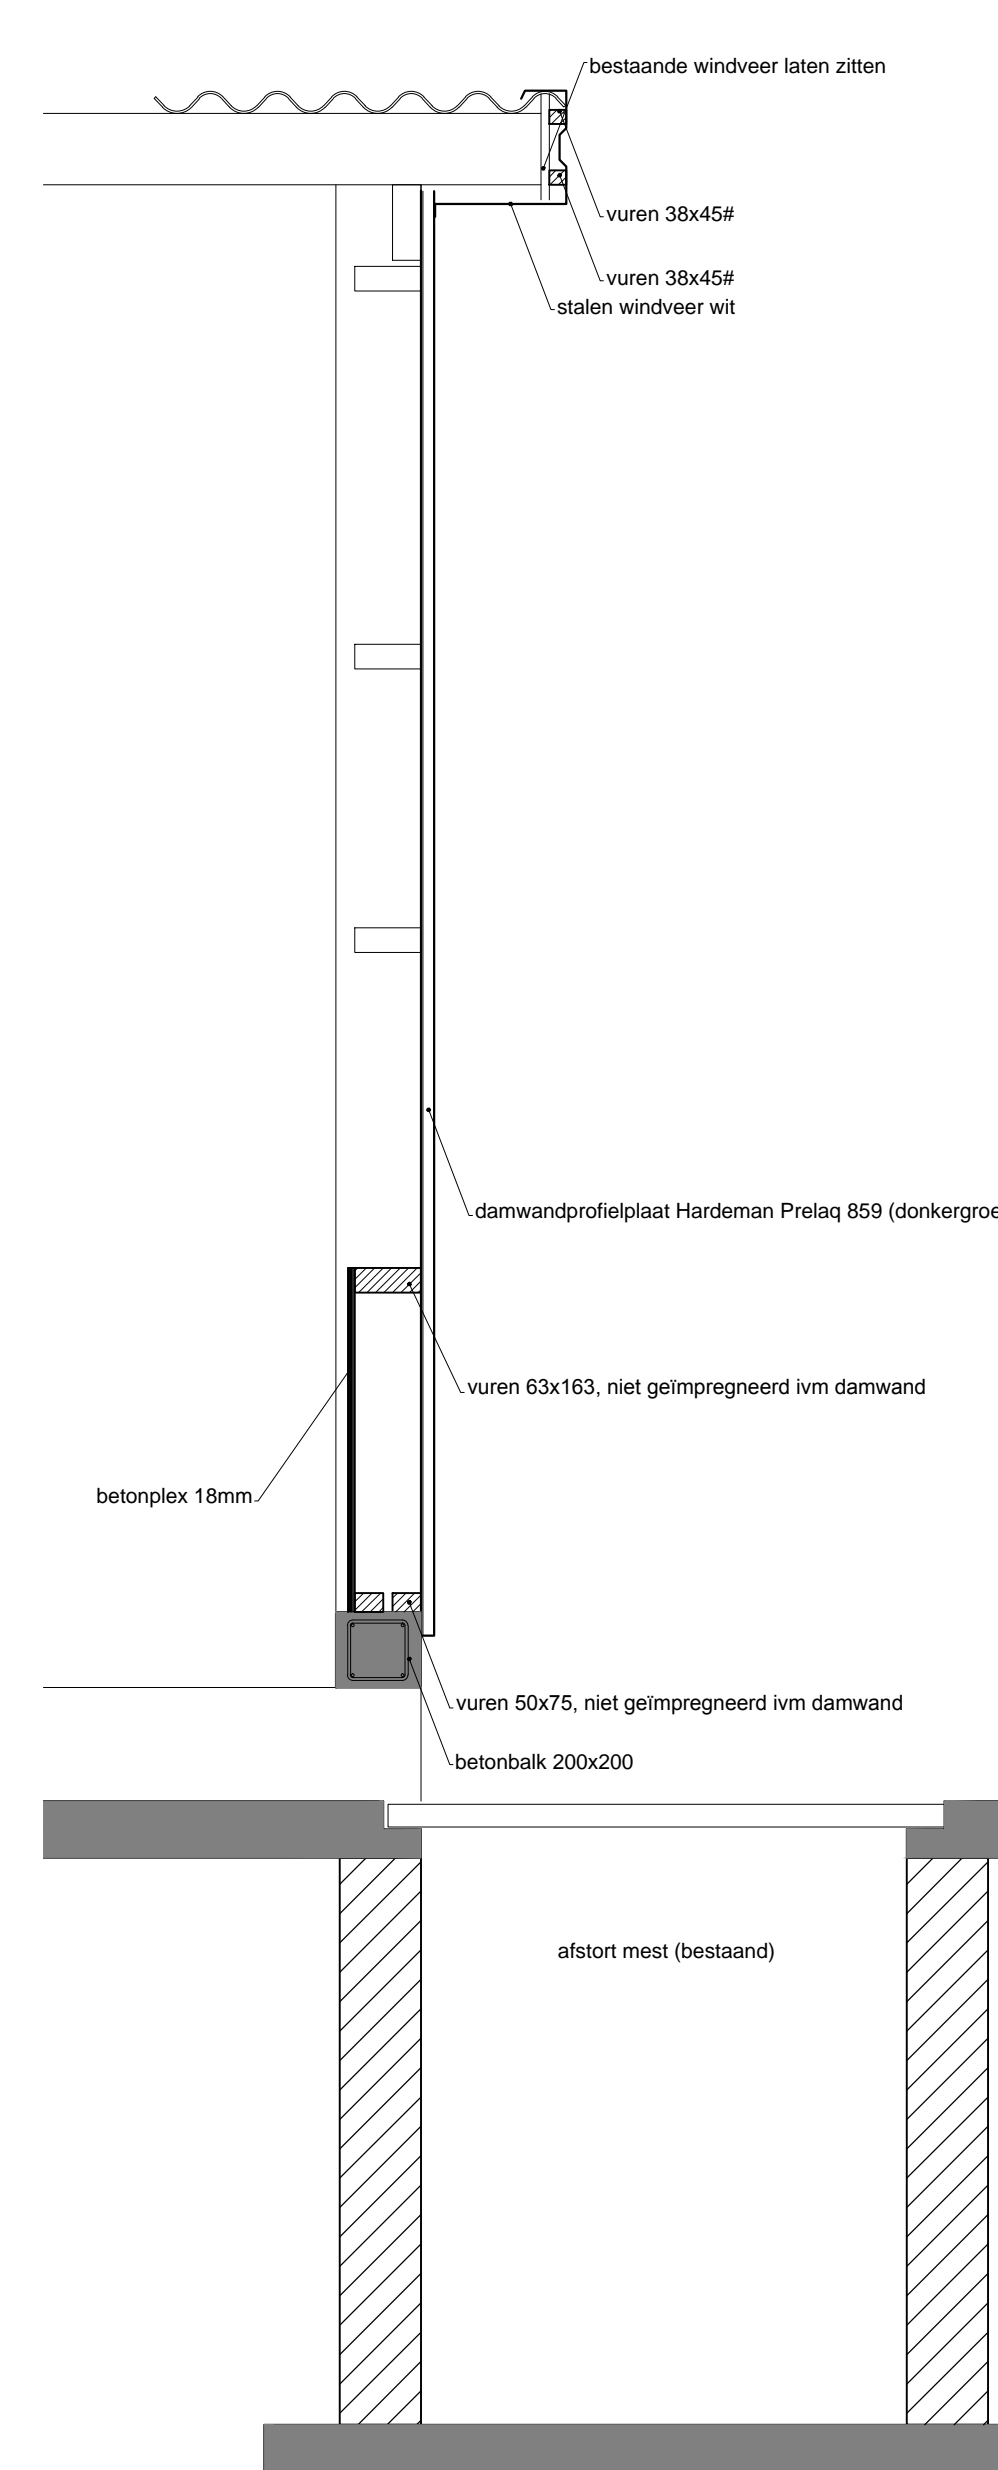 bestaande windveer laten zitten
vuren 38x45#
vuren 38x45#
stalen windveer wit
damwandprofielplaat Hardeman Prelaq 859 (donkergroe
vuren 63x163, niet geïmpregneerd ivm damwand
betonplex 18mm
vuren 50x75, niet geïmpregneerd ivm damwand
betonbalk 200x200
afstort mest (bestaand)